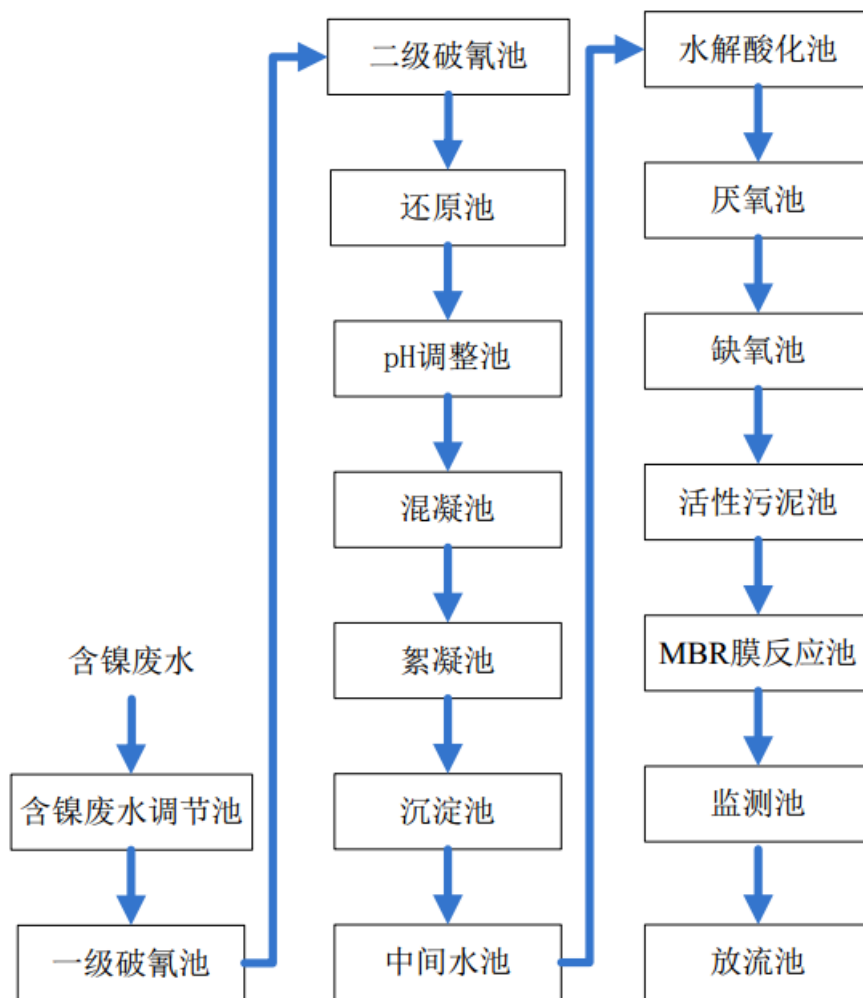 含镍废水
含镍废水调节池
一级破氰池
二级破氰池
还原池
pH调整池
混凝池
絮凝池
沉淀池
中间水池
水解酸化池
厌氧池
缺氧池
活性污泥池
MBR膜反应池
监测池
放流池